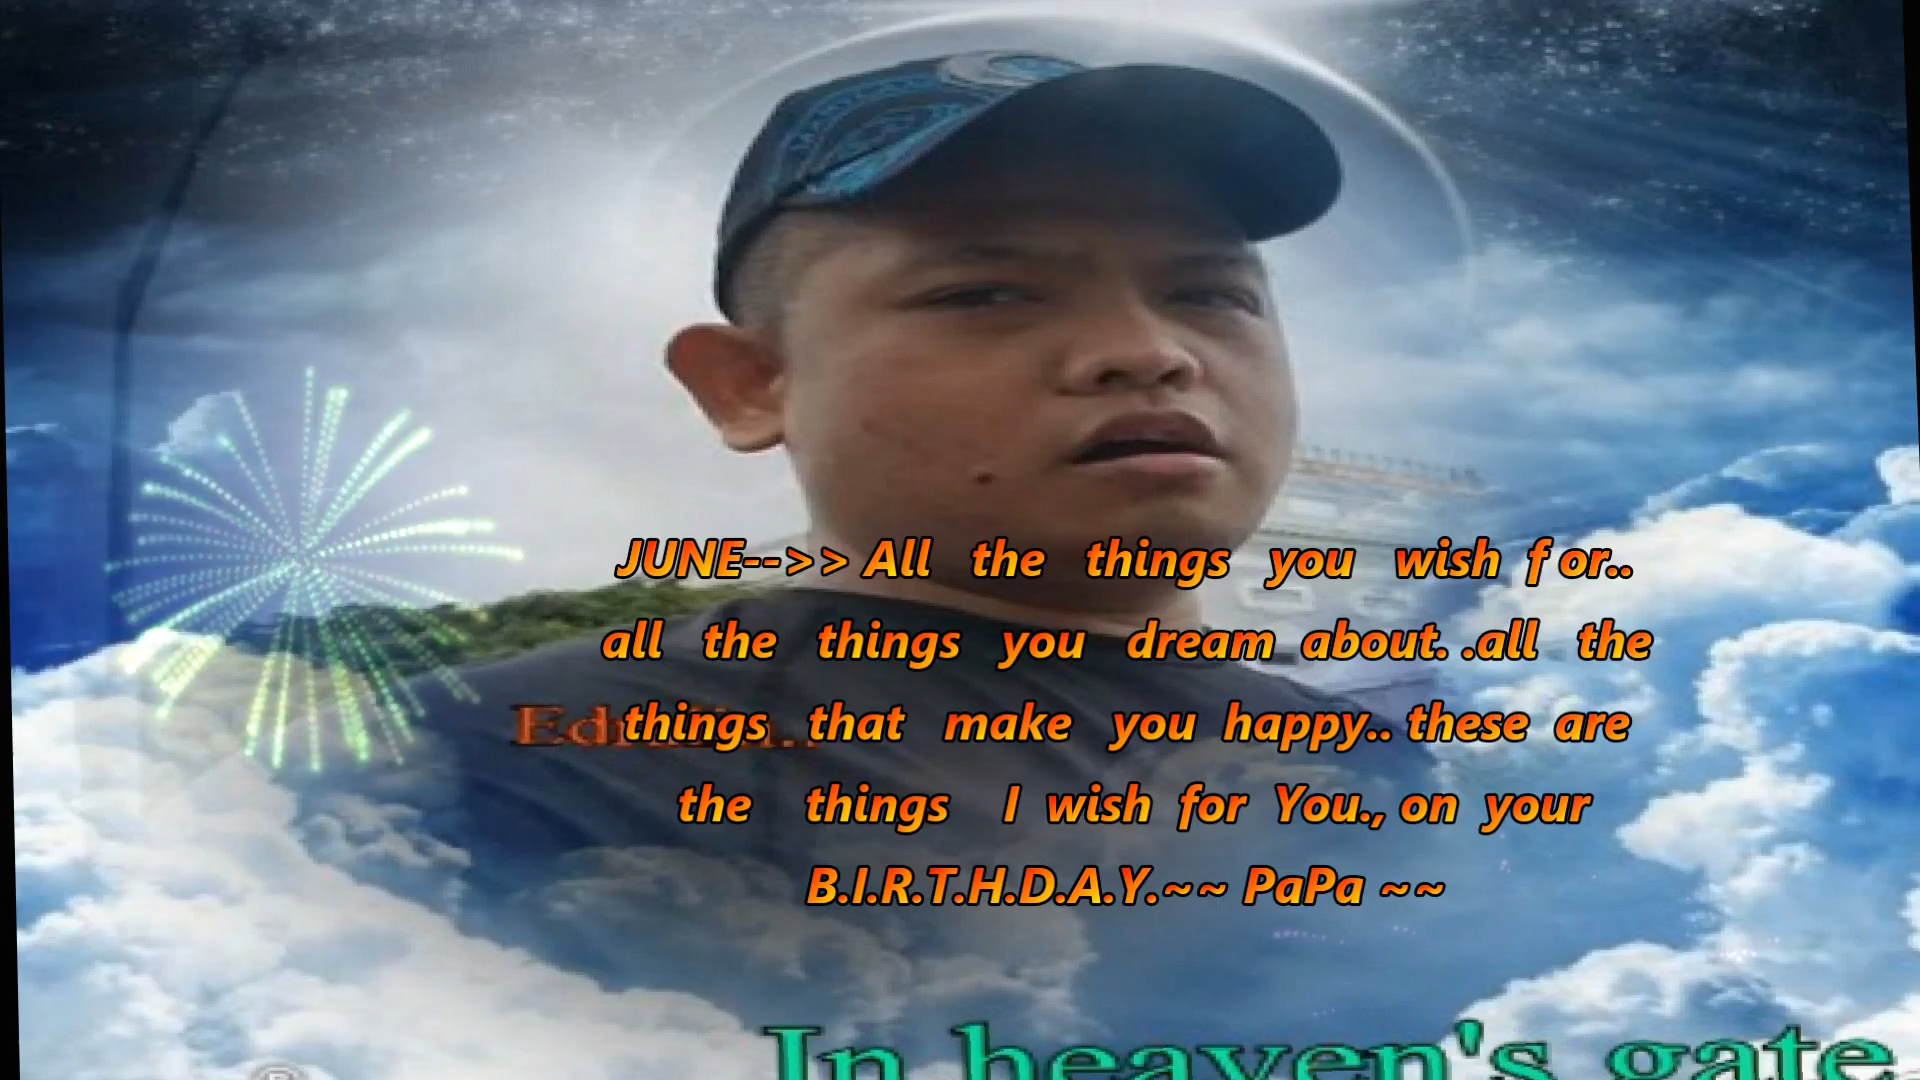 JUNE-->> All the things you wish for..
all the things you dream about. .all the
things that make you happy.. these are
the things I wish for You., on your
B.I.R.T.H.D.A.Y.~~ PaPa ~~
In heaven's gate